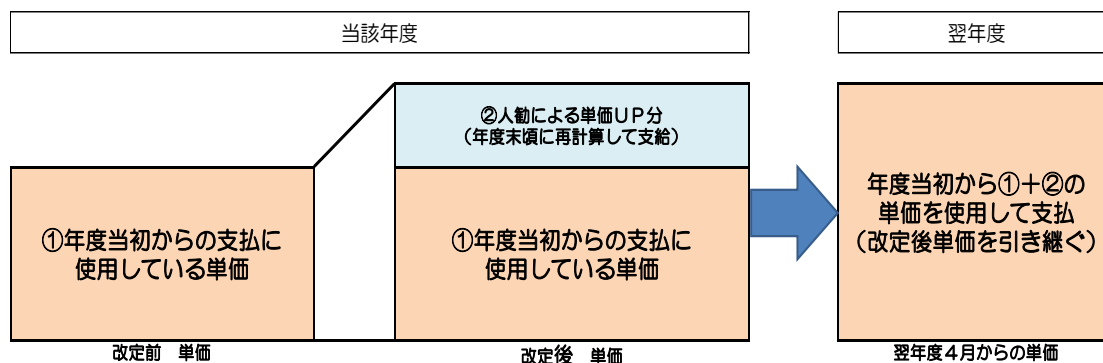 当該年度
翌年度
②人勧による単価UP分
（年度末頃に再計算して支給）
①年度当初からの支払に
使用している単価
①年度当初からの支払に
使用している単価
年度当初から①＋②の
単価を使用して支払
（改定後単価を引き継ぐ）
改定前　単価
改定後　単価
翌年度４月からの単価